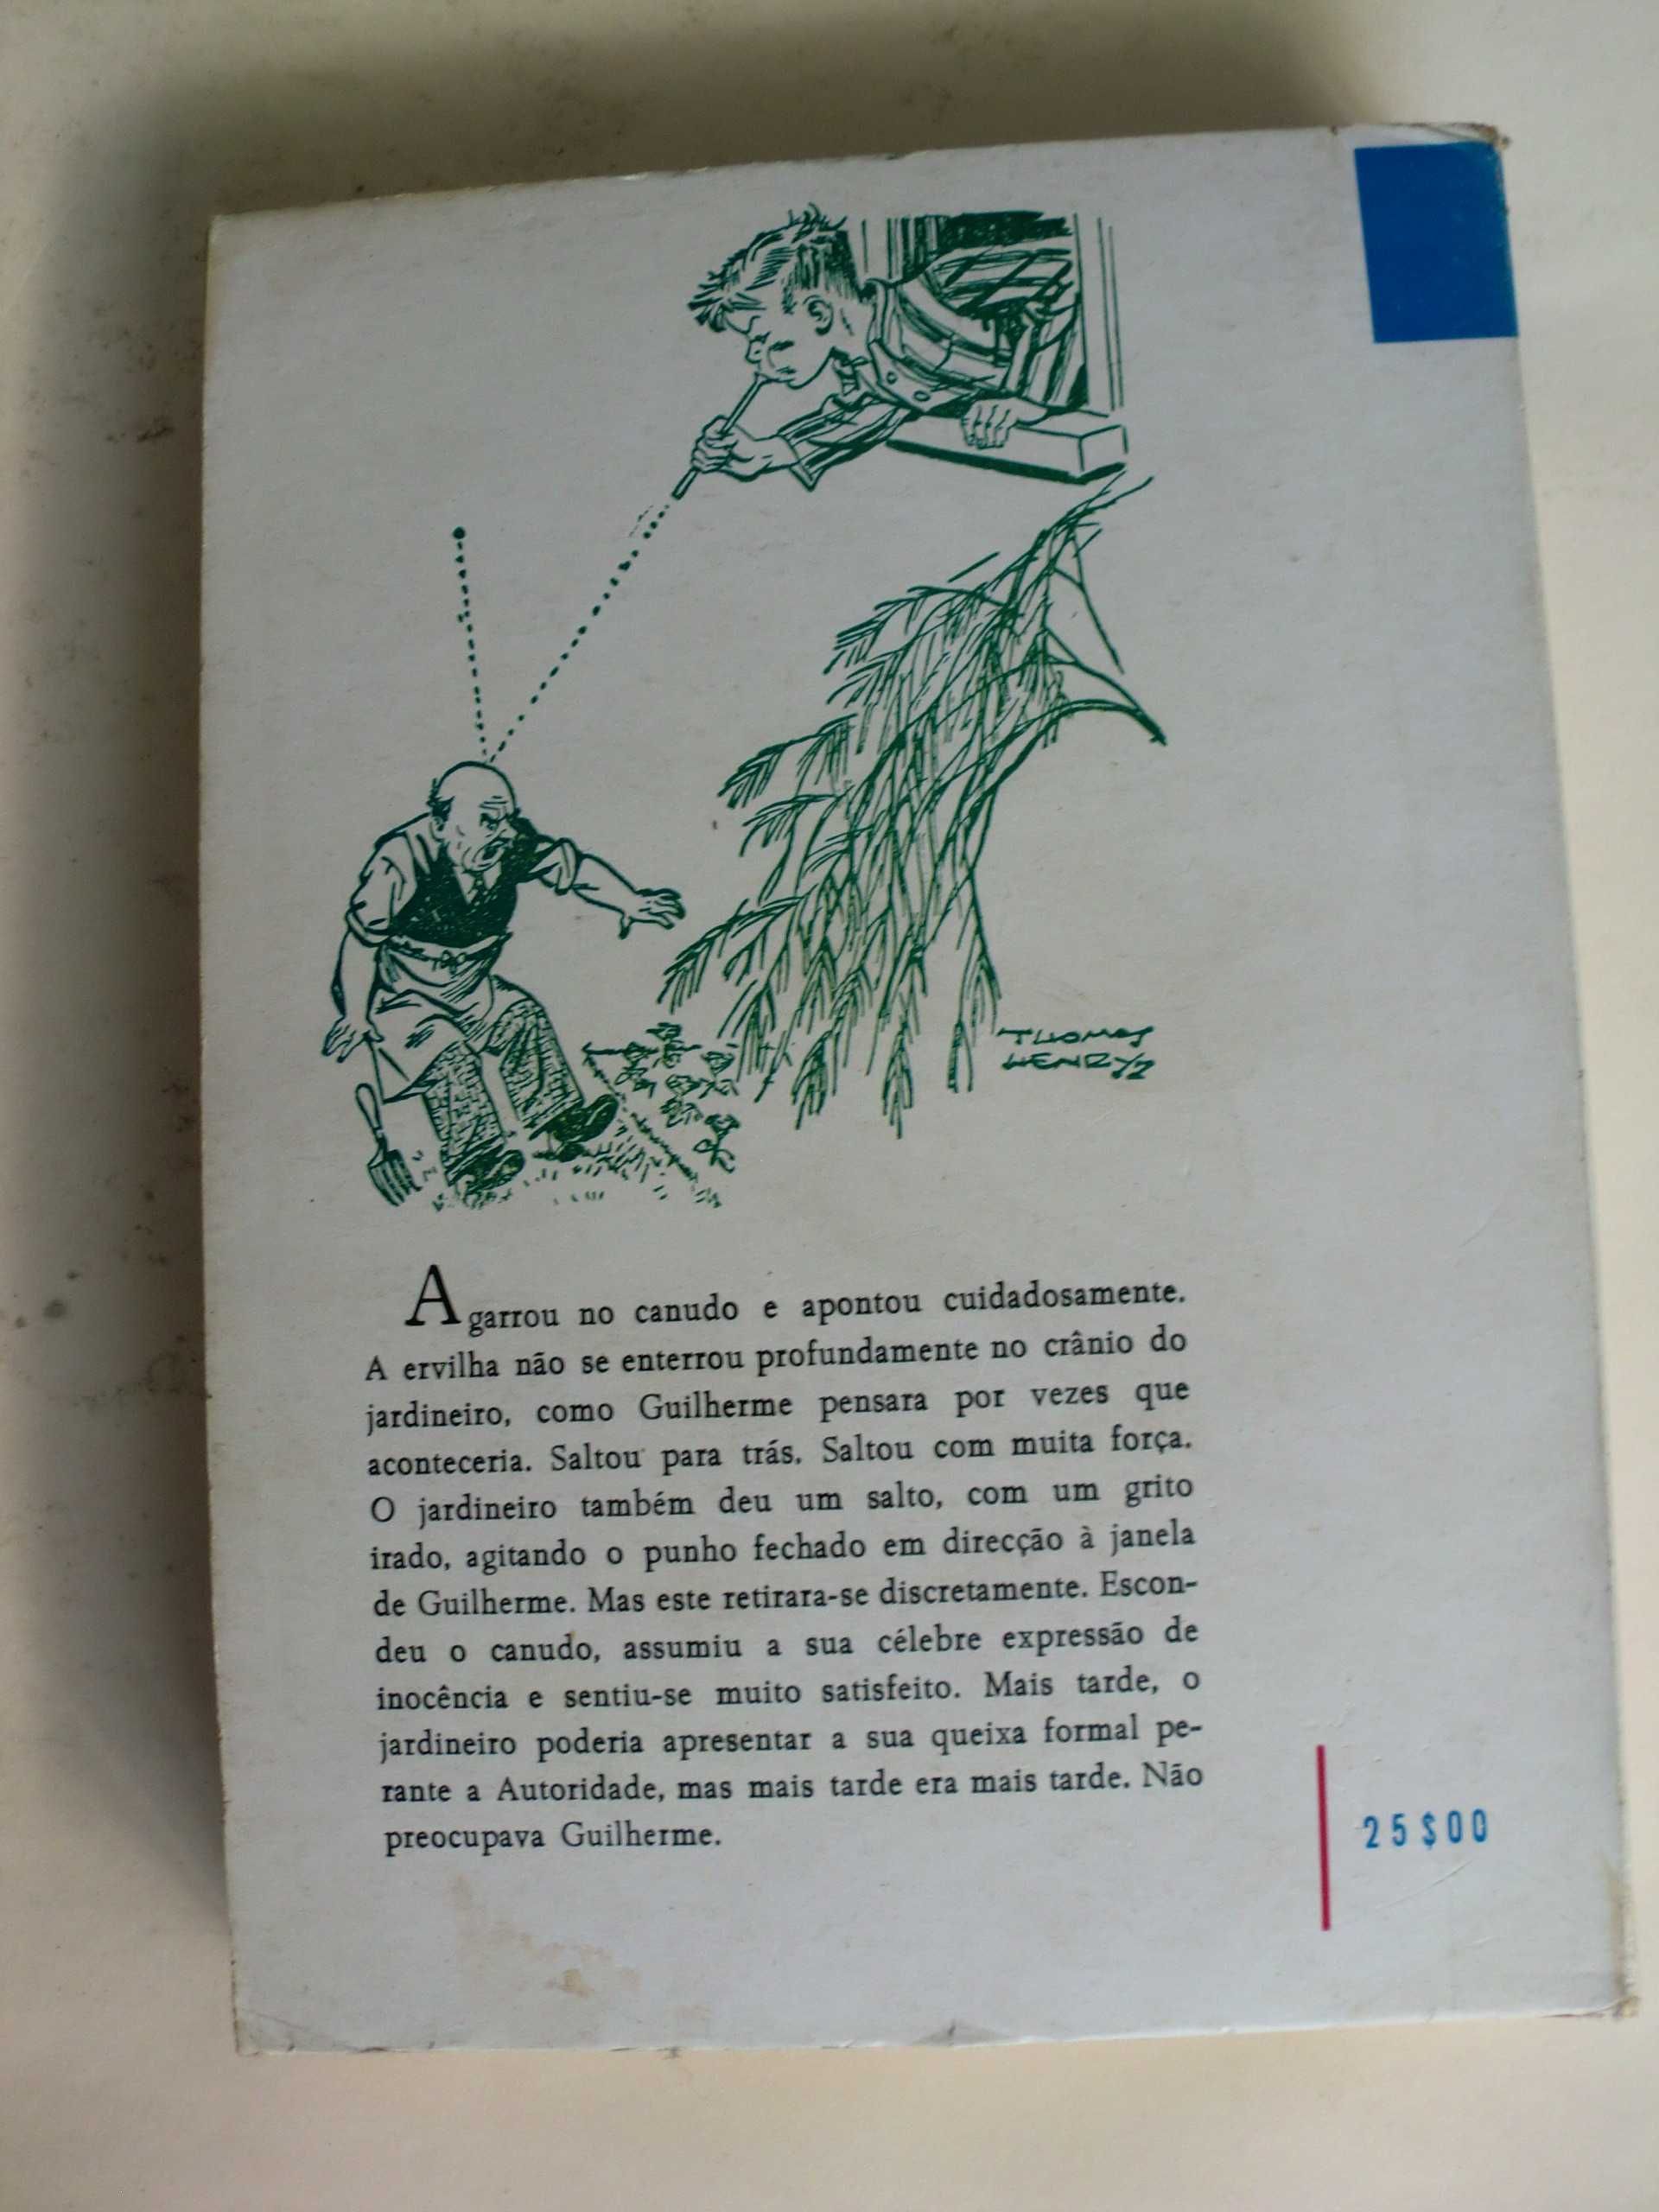 THOMAS
HENRY
Agarrou no canudo e apontou cuidadosamente.
A ervilha não se enterrou profundamente no crânio do
jardineiro, como Guilherme pensara por vezes que
aconteceria. Saltou para trás. Saltou com muita força.
O jardineiro também deu um salto, com um grito
irado, agitando o punho fechado em direcção à janela
de Guilherme. Mas este retirara-se discretamente. Escon-
deu o canudo, assumiu a sua célebre expressão de
inocência e sentiu-se muito satisfeito. Mais tarde, o
jardineiro poderia apresentar a sua queixa formal pe-
rante a Autoridade, mas mais tarde era mais tarde. Não
preocupava Guilherme.
25$00